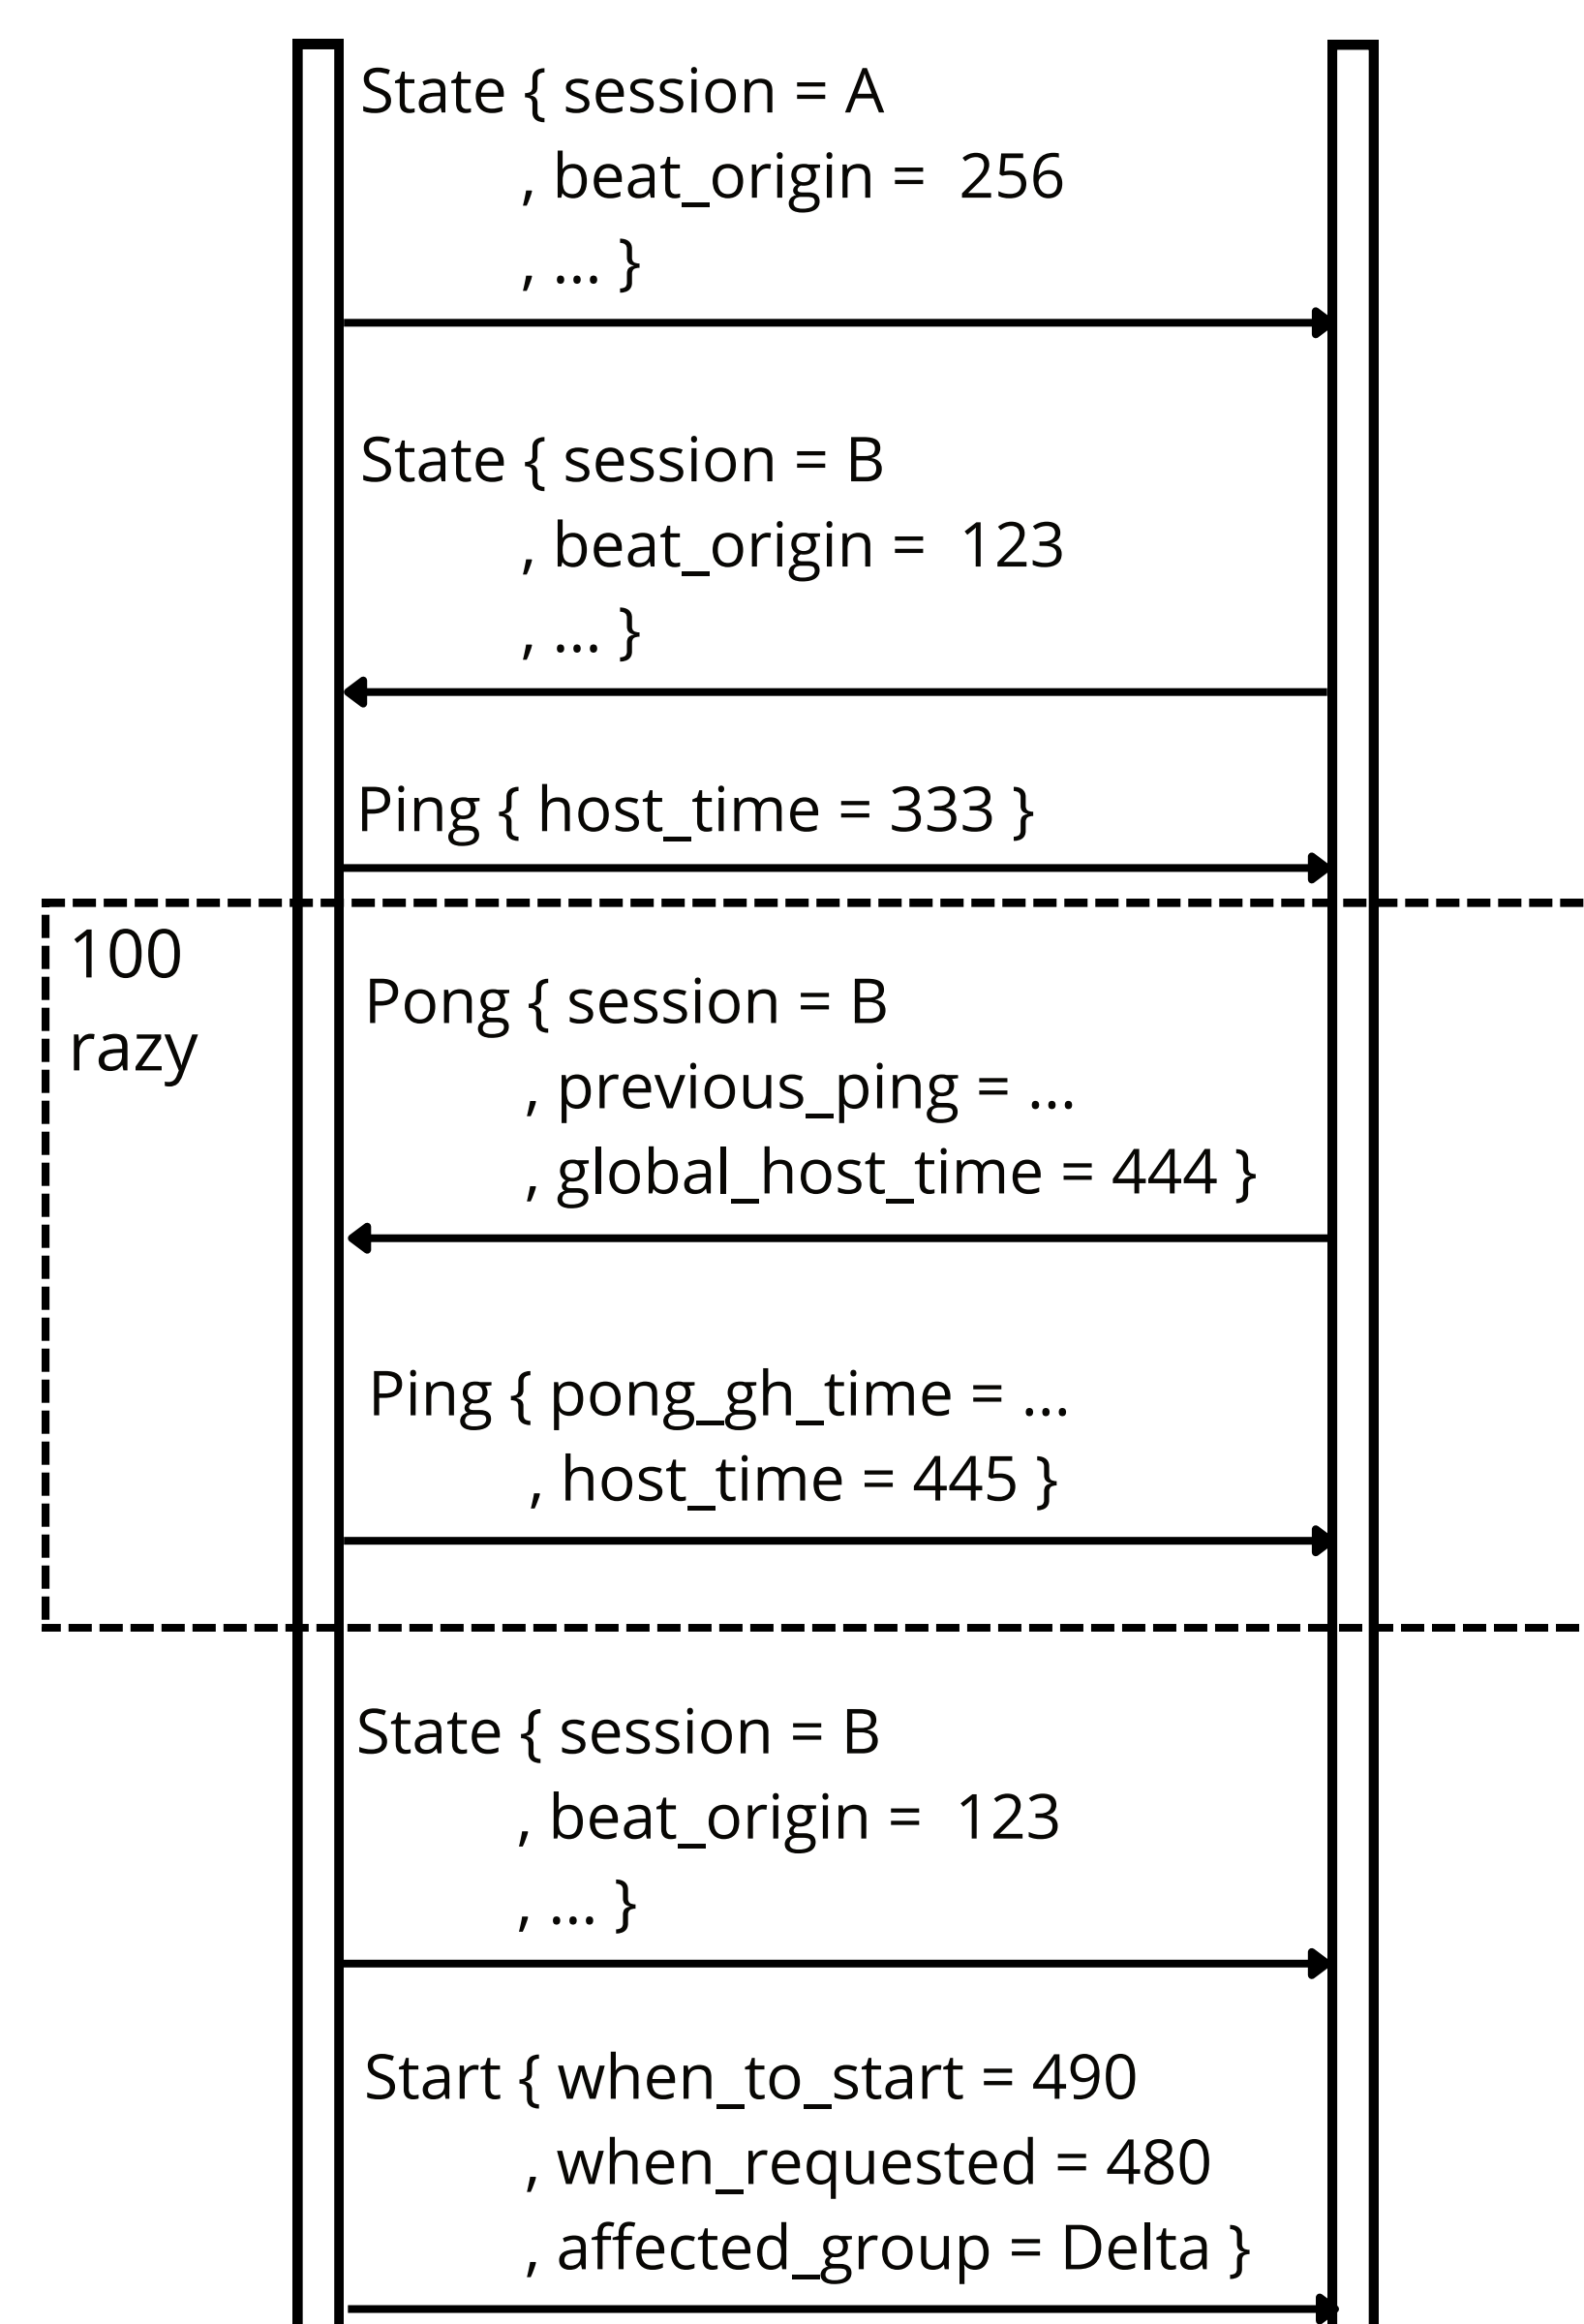 State { session = A
, beat_origin =  256
, ... }
State { session = B
, beat_origin =  123
, ... }
Ping { host_time = 333 }
100
razy
Pong { session = B
, previous_ping = ...
, global_host_time = 444 }
Ping { pong_gh_time = ...
, host_time = 445 }
State { session = B
, beat_origin =  123
, ... }
Start { when_to_start = 490
, when_requested = 480
, affected_group = Delta }